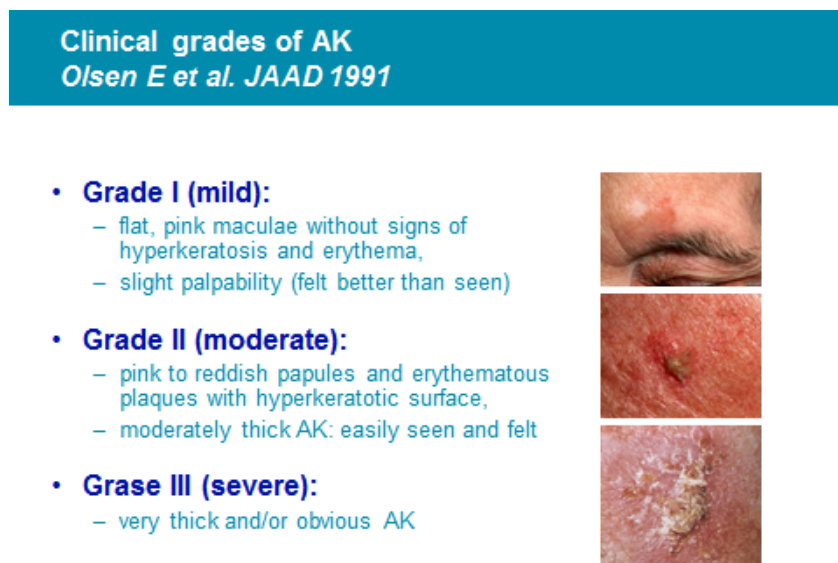 Clinical grades of AK
Olsen E et al. JAAD 1991
• Grade I (mild):
– flat, pink maculae without signs of
hyperkeratosis and erythema,
– slight palpability (felt better than seen)
• Grade II (moderate):
– pink to reddish papules and erythematous
plaques with hyperkeratotic surface,
– moderately thick AK: easily seen and felt
• Grase III (severe):
– very thick and/or obvious AK